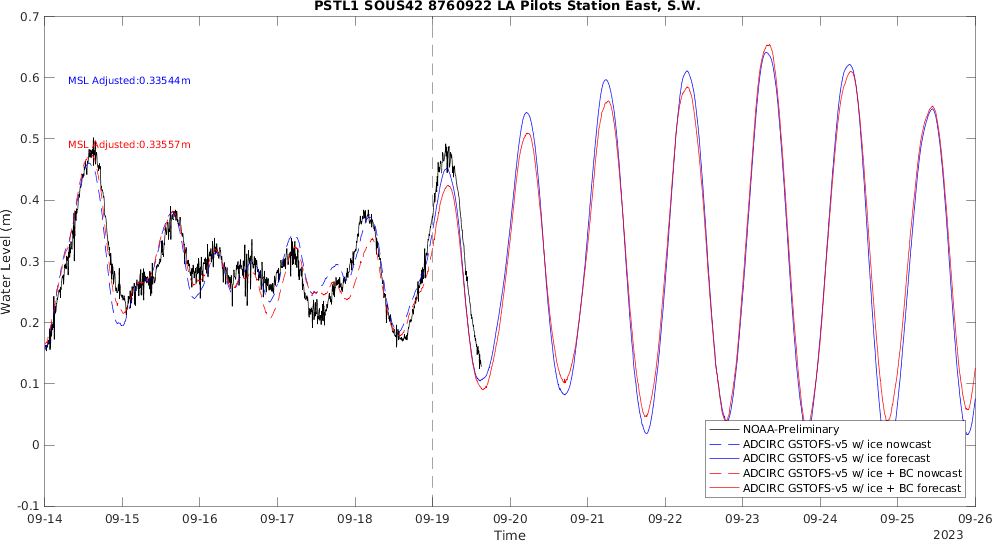 PSTL1 SOUS42 8760922 LA Pilots Station East, S.W.
0.7
0.6
0.5
0.4
0.3
0.2
0.1
0
-0.1
Water Level (m)
MSL Adjusted:0.33544m
MSL Adjusted:0.33557m
NOAA-Preliminary
ADCIRC GSTOFS-v5 w/ ice nowcast
ADCIRC GSTOFS-v5 w/ ice forecast
ADCIRC GSTOFS-v5 w/ ice + BC nowcast
ADCIRC GSTOFS-v5 w/ ice + BC forecast
09-14 09-15 09-16 09-17 09-18 09-19 09-20 09-21 09-22 09-23 09-24 09-25 09-26
Time
2023